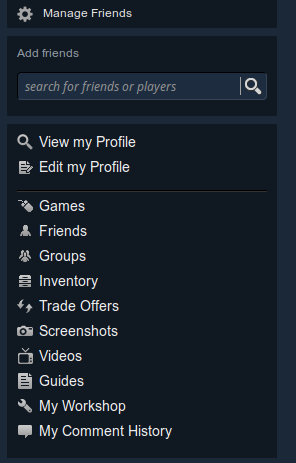 Manage Friends
Add friends
search for friends or players
View my Profile
Edit my Profile
Games
Friends
Groups
Inventory
Trade Offers
Screenshots
Videos
Guides
My Workshop
My Comment History